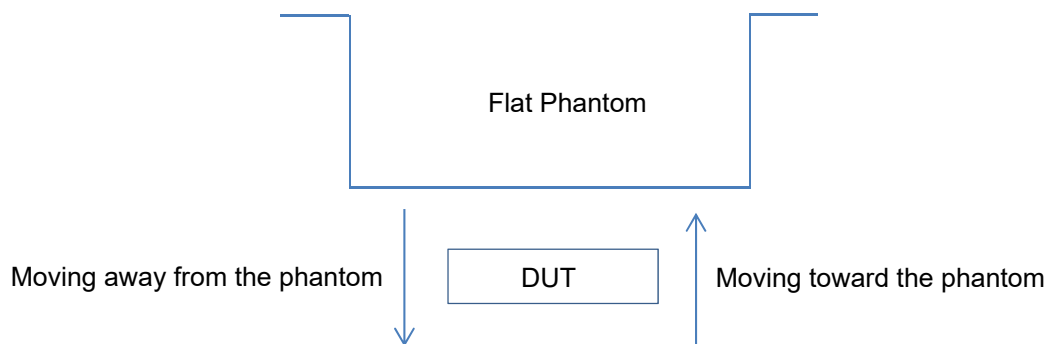 Flat Phantom
Moving away from the phantom
DUT
Moving toward the phantom